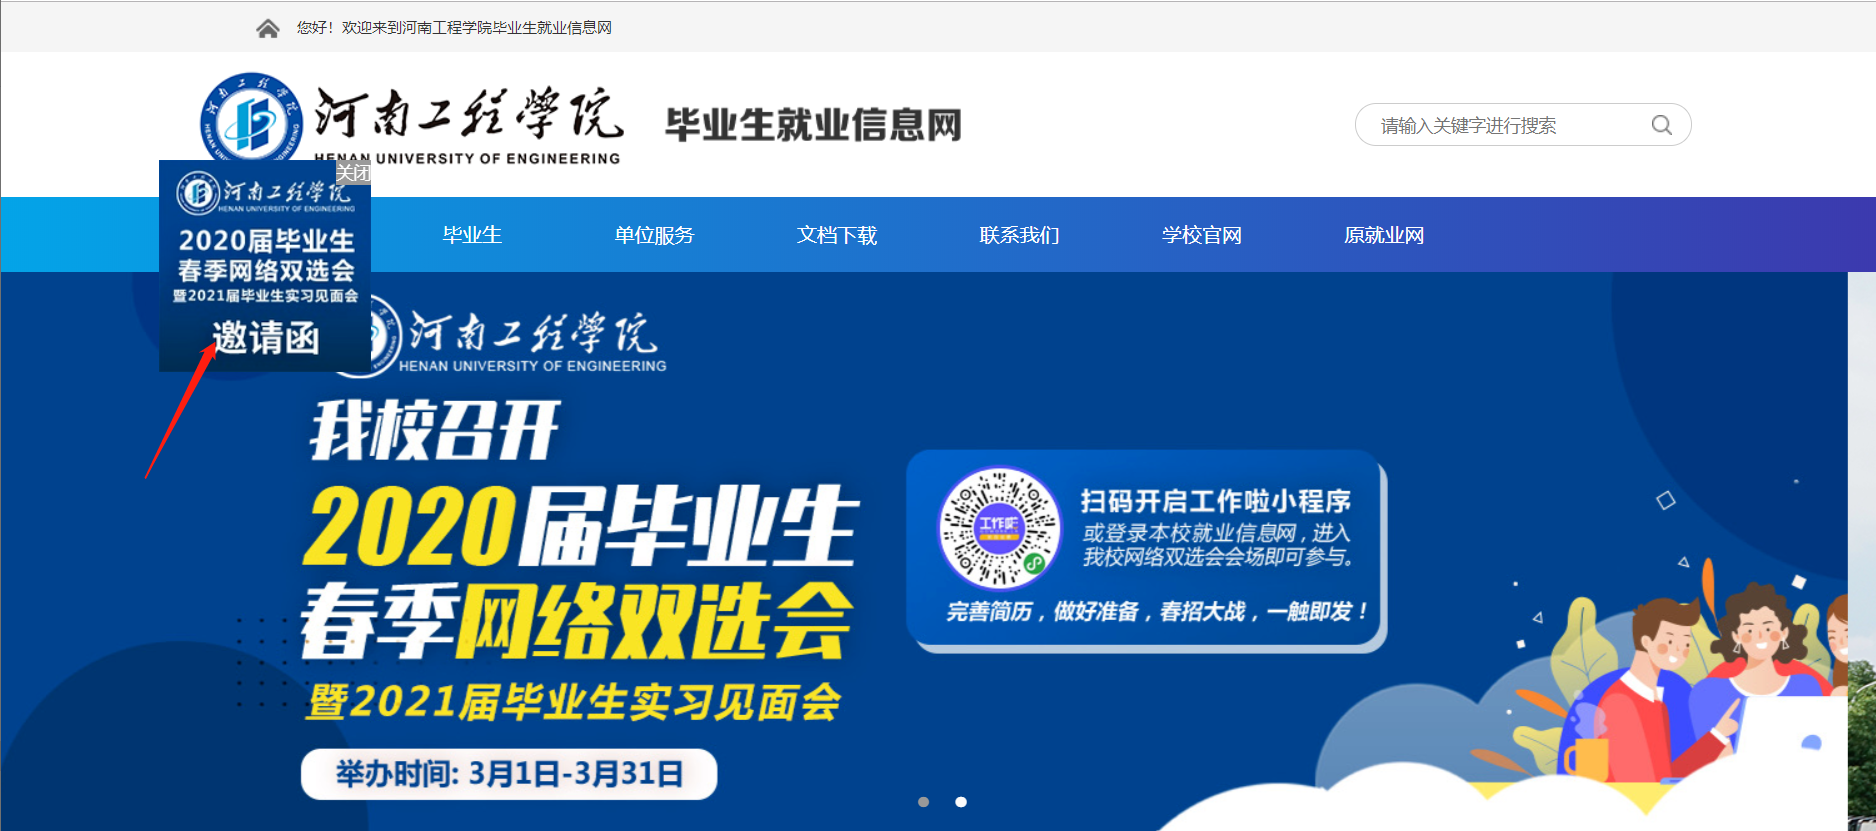 您好！欢迎来到河南工程学院毕业生就业信息网
河南工程學院
HENAN UNIVERSITY OF ENGINEERING
毕业生就业信息网
请输入关键字进行搜索
关闭
河南工程學院
HENAN UNIVERSITY OF ENGINEERING
2020届毕业生
春季网络双选会
暨2021届毕业生实习见面会
邀请函
毕业生
单位服务
文档下载
联系我们
学校官网
原就业网
河南工程學院
HENAN UNIVERSITY OF ENGINEERING
我校召开
2020届毕业生
春季网络双选会
暨2021届毕业生实习见面会
举办时间: 3月1日-3月31日
工作啦
扫码开启工作啦小程序
或登录本校就业信息网，进入
我校网络双选会会场即可参与。
完善简历，做好准备，春招大战，一触即发！